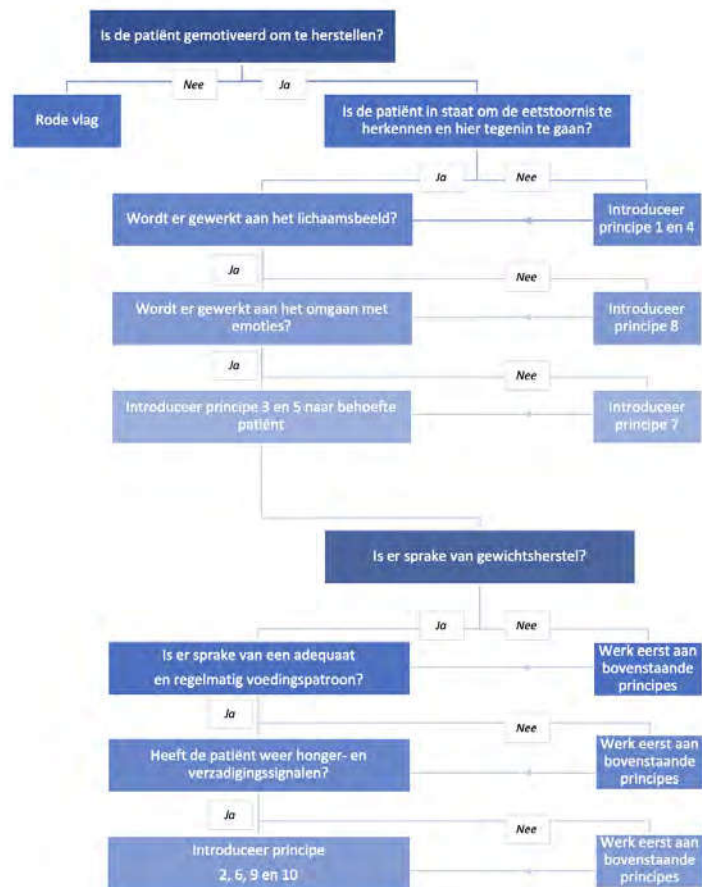 Is de patiënt gemotiveerd om te herstellen?
Nee
Ja
Rode vlag
Is de patiënt in staat om de eetstoornis te
herkennen en hier tegenin te gaan?
Ja
Nee
Wordt er gewerkt aan het lichaamsbeeld?
Introduceer
principe 1 en 4
Ja
Nee
Wordt er gewerkt aan het omgaan met
emoties?
Introduceer
principe 8
Ja
Nee
Introduceer principe 3 en 5 naar behoefte
patiënt
Introduceer
principe 7
Is er sprake van gewichtsherstel?
Ja
Nee
Is er sprake van een adequaat
en regelmatig voedingspatroon?
Werk eerst aan
bovenstaande
principes
Ja
Nee
Heeft de patiënt weer honger- en
verzadigingssignalen?
Werk eerst aan
bovenstaande
principes
Ja
Nee
Introduceer principe
2, 6, 9 en 10
Werk eerst aan
bovenstaande
principes